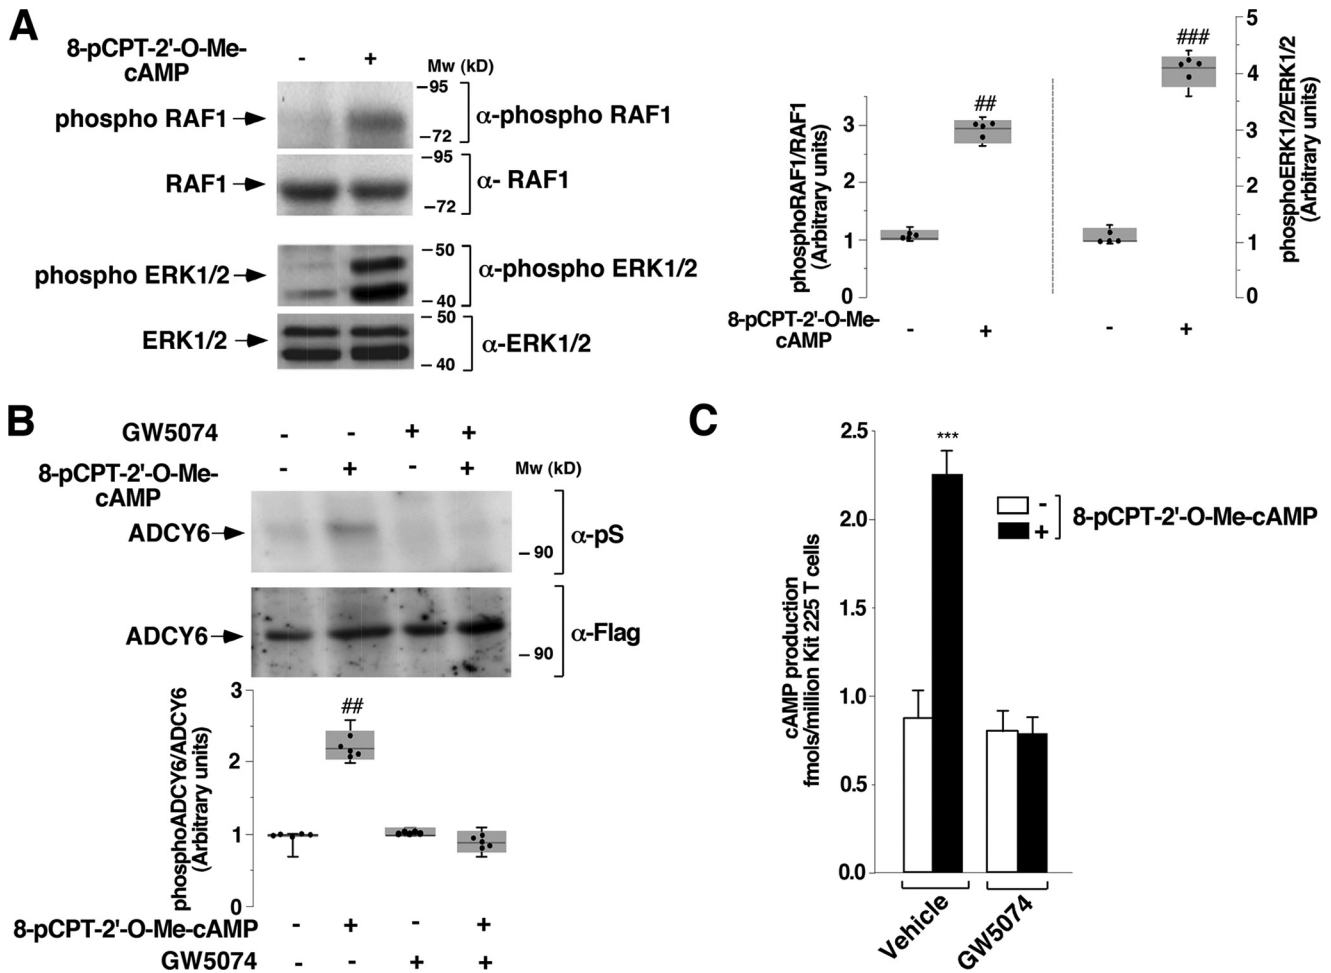 A
8-pCPT-2'-O-Me-
cAMP
- +
Mw (kD)
phospho RAF1
–95
–72
α-phospho RAF1
RAF1
–95
–72
α- RAF1
phospho ERK1/2
–50
–40
α-phospho ERK1/2
ERK1/2
–50
–40
α-ERK1/2
phosphoRAF1/RAF1
(Arbitrary units)
3
2
1
0
##
###
5
4
3
2
1
0
phosphoERK1/2/ERK1/2
(Arbitrary units)
8-pCPT-2'-O-Me-
cAMP
- + - +
B
GW5074 - - + +
8-pCPT-2'-O-Me-
cAMP
- + - +
Mw (kD)
ADCY6
– 90
α-pS
ADCY6
– 90
α-Flag
phosphoADCY6/ADCY6
(Arbitrary units)
3
2
1
0
##
8-pCPT-2'-O-Me-cAMP - + - +
GW5074 - - + +
C
cAMP production
fmols/million Kit 225 T cells
2.5
2.0
1.5
1.0
0.5
0.0
***
-
+
8-pCPT-2'-O-Me-cAMP
Vehicle
GW5074